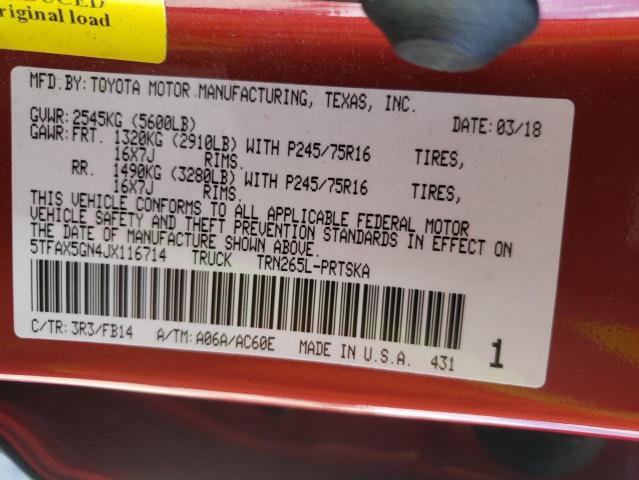 riginal load
MFD.BY:TOYOTA MOTOR MANUFACTURING, TEXAS, INC.
GVWR:2545KG (5600LB) DATE:03/18
GAWR:FRT. 1320KG (2910LB) WITH P245/75R16 TIRES,
16X7J RIMS.
RR. 1490KG (3280LB) WITH P245/75R16 TIRES,
16X7J RIMS.
THIS VEHICLE CONFORMS TO ALL APPLICABLE FEDERAL MOTOR
VEHICLE SAFETY AND THEFT PREVENTION STANDARDS IN EFFECT ON
THE DATE OF MANUFACTURE SHOWN ABOVE.
5TFAX5GN4JX116714 TRUCK TRN265L-PRTSKA
C/TR:3R3/FB14 A/TM:A06A/AC60E MADE IN U.S.A. 431 1